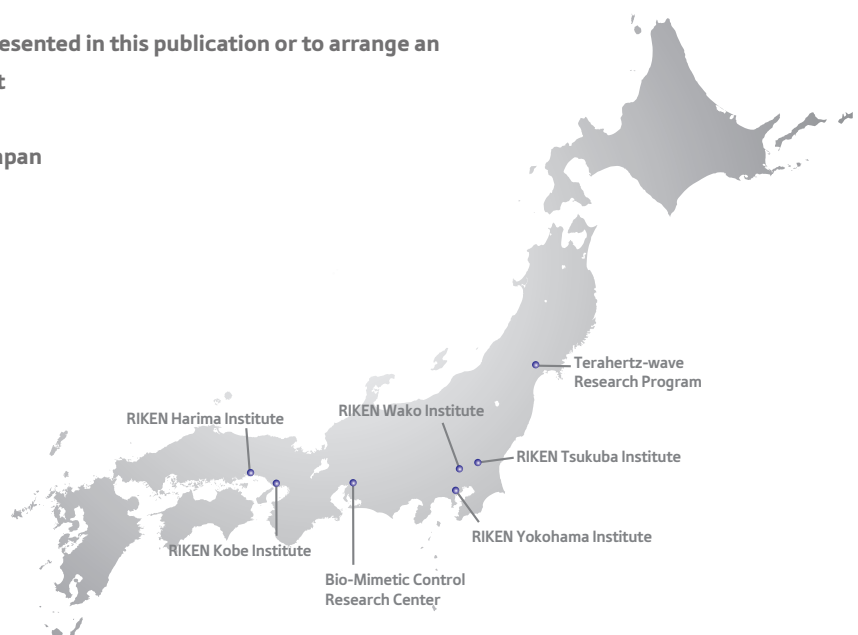 esented in this publication or to arrange an
t
apan
Terahertz-wave
Research Program
RIKEN Harima Institute
RIKEN Wako Institute
RIKEN Tsukuba Institute
RIKEN Yokohama Institute
RIKEN Kobe Institute
Bio-Mimetic Control
Research Center